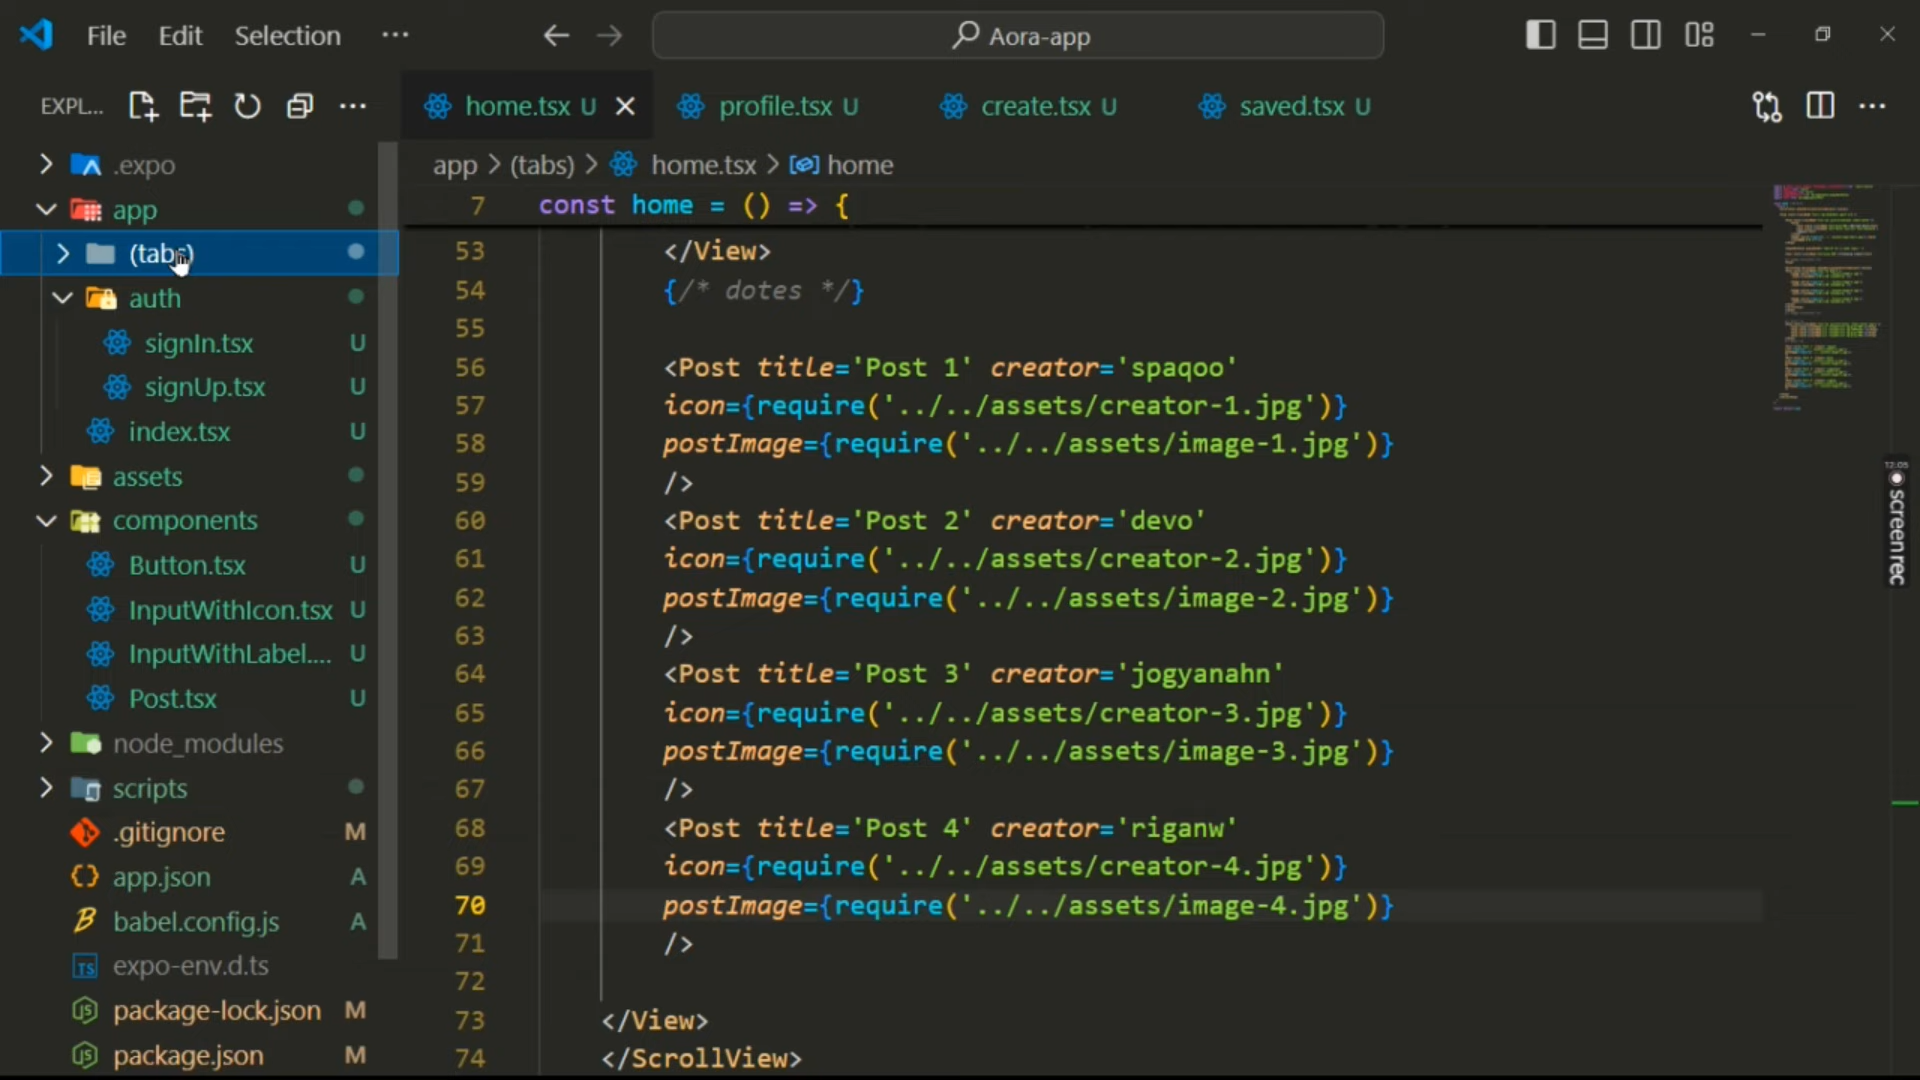 File Edit Selection ··· Aora-app
EXPL...
home.tsx U profile.tsx U create.tsx U saved.tsx U
app > (tabs) > home.tsx > home
.expo
app
(tabs)
auth
signIn.tsx U
signUp.tsx U
index.tsx U
assets
components
Button.tsx U
InputWithIcon.tsx U
InputWithLabel.... U
Post.tsx U
node_modules
scripts
.gitignore M
app.json A
babel.config.js A
TS expo-env.d.ts
package-lock.json M
package.json M
7 const home = () => {
53 </View>
54 {/* dotes */}
55
56 <Post title='Post 1' creator='spaqoo'
57 icon={require('../../assets/creator-1.jpg')}
58 postImage={require('../../assets/image-1.jpg')}
59 />
60 <Post title='Post 2' creator='devo'
61 icon={require('../../assets/creator-2.jpg')}
62 postImage={require('../../assets/image-2.jpg')}
63 />
64 <Post title='Post 3' creator='jogyanahn'
65 icon={require('../../assets/creator-3.jpg')}
66 postImage={require('../../assets/image-3.jpg')}
67 />
68 <Post title='Post 4' creator='riganw'
69 icon={require('../../assets/creator-4.jpg')}
70 postImage={require('../../assets/image-4.jpg')}
71 />
72
73 </View>
74 </ScrollView>
12:05
screenrec